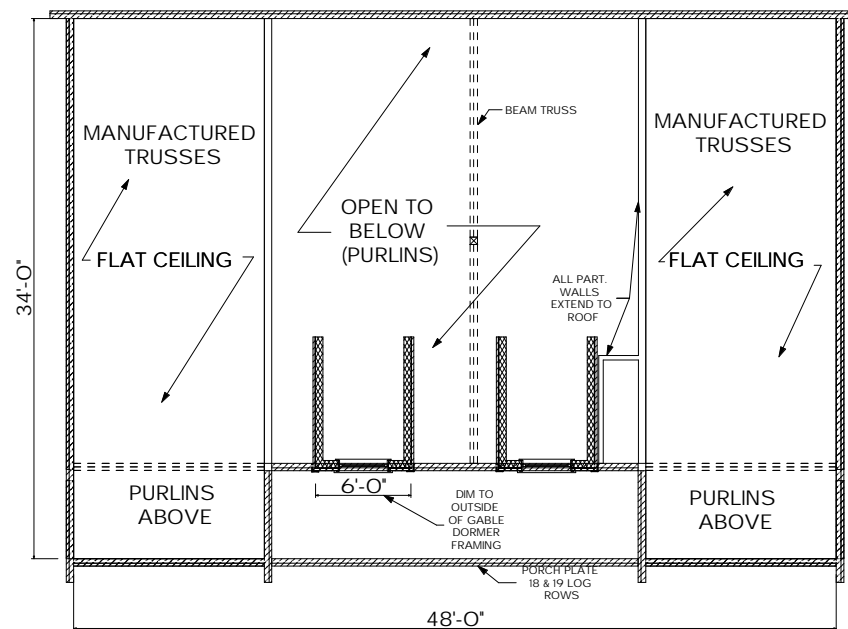 BEAM TRUSS
MANUFACTURED
TRUSSES
MANUFACTURED
TRUSSES
OPEN TO
BELOW
(PURLINS)
FLAT CEILING
FLAT CEILING
ALL PART.
WALLS
EXTEND TO
ROOF
34'-0"
PURLINS
ABOVE
6'-0"
DIM TO
OUTSIDE
OF GABLE
DORMER
FRAMING
PURLINS
ABOVE
PORCH PLATE
18 & 19 LOG
ROWS
48'-0"